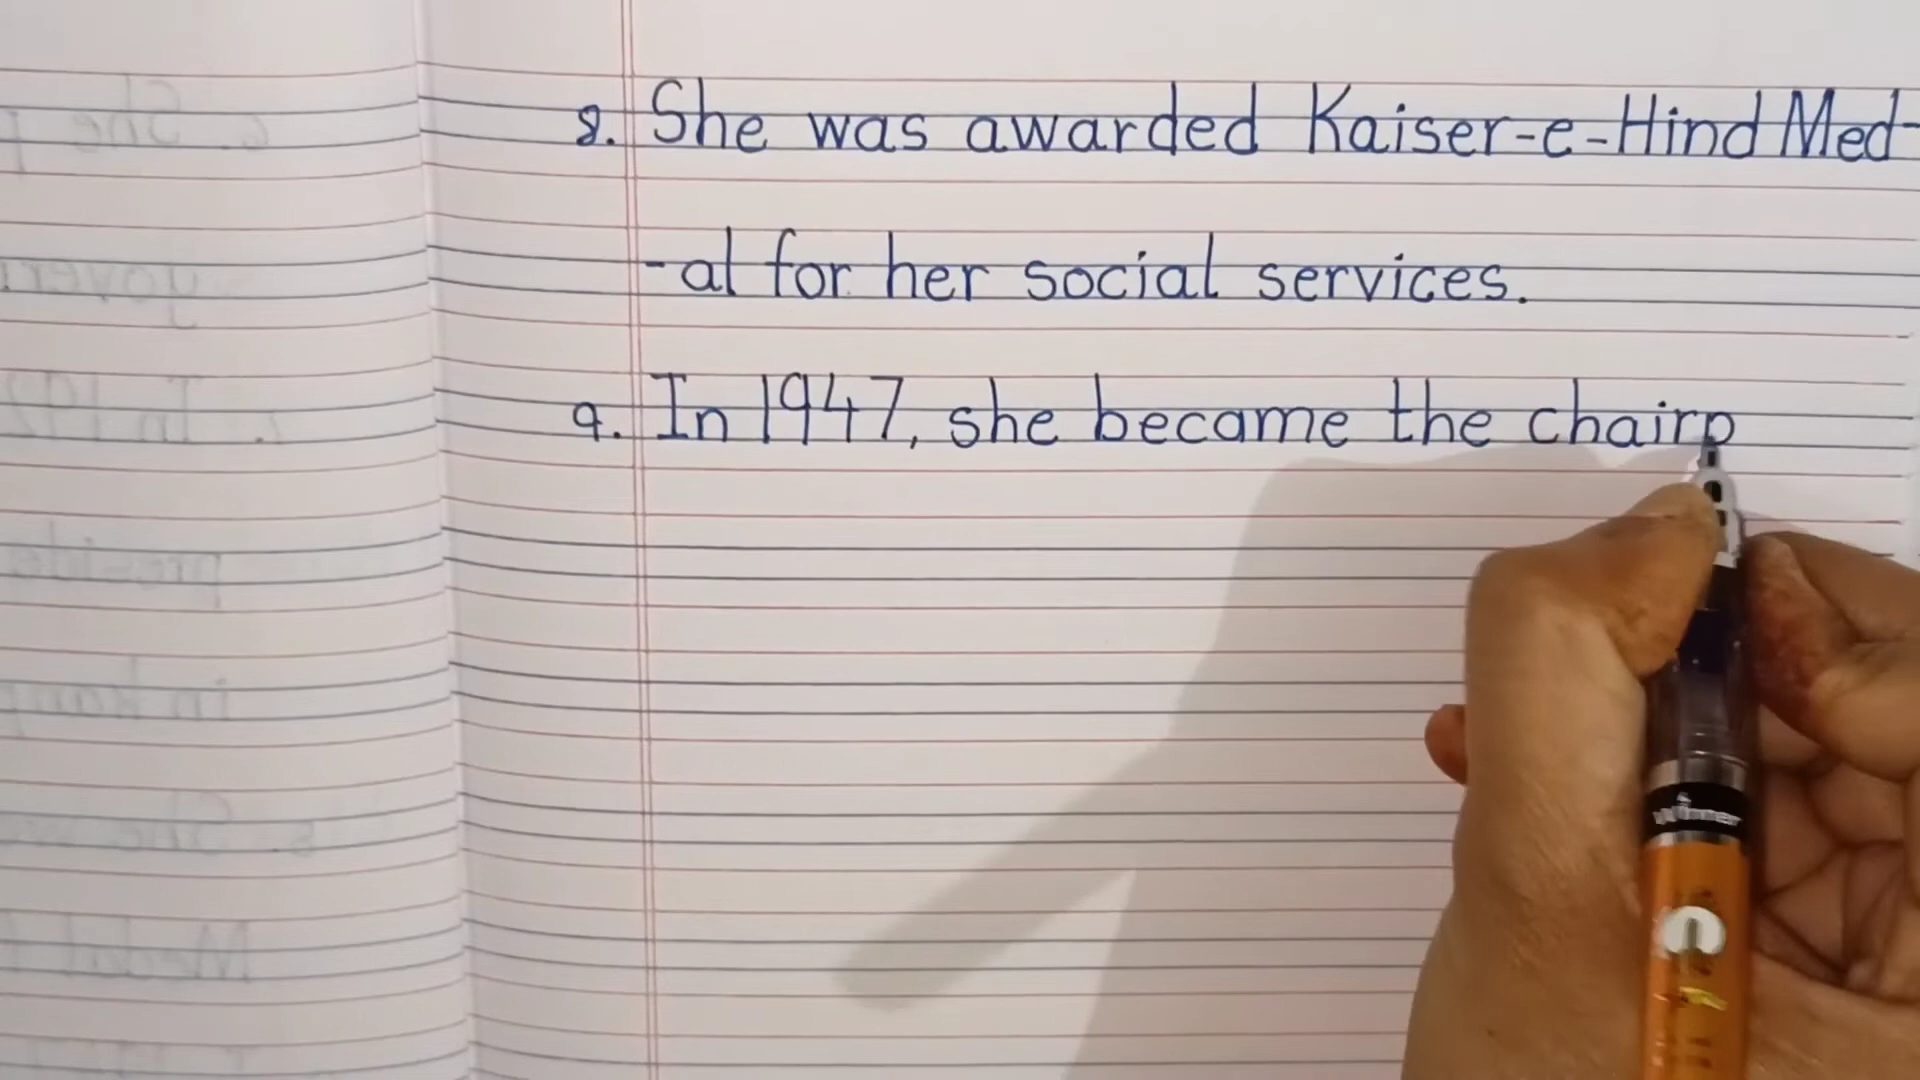 8. She was awarded Kaiser-e-Hind Med-
-al for her social services.
9. In 1947, she became the chairp
Winner